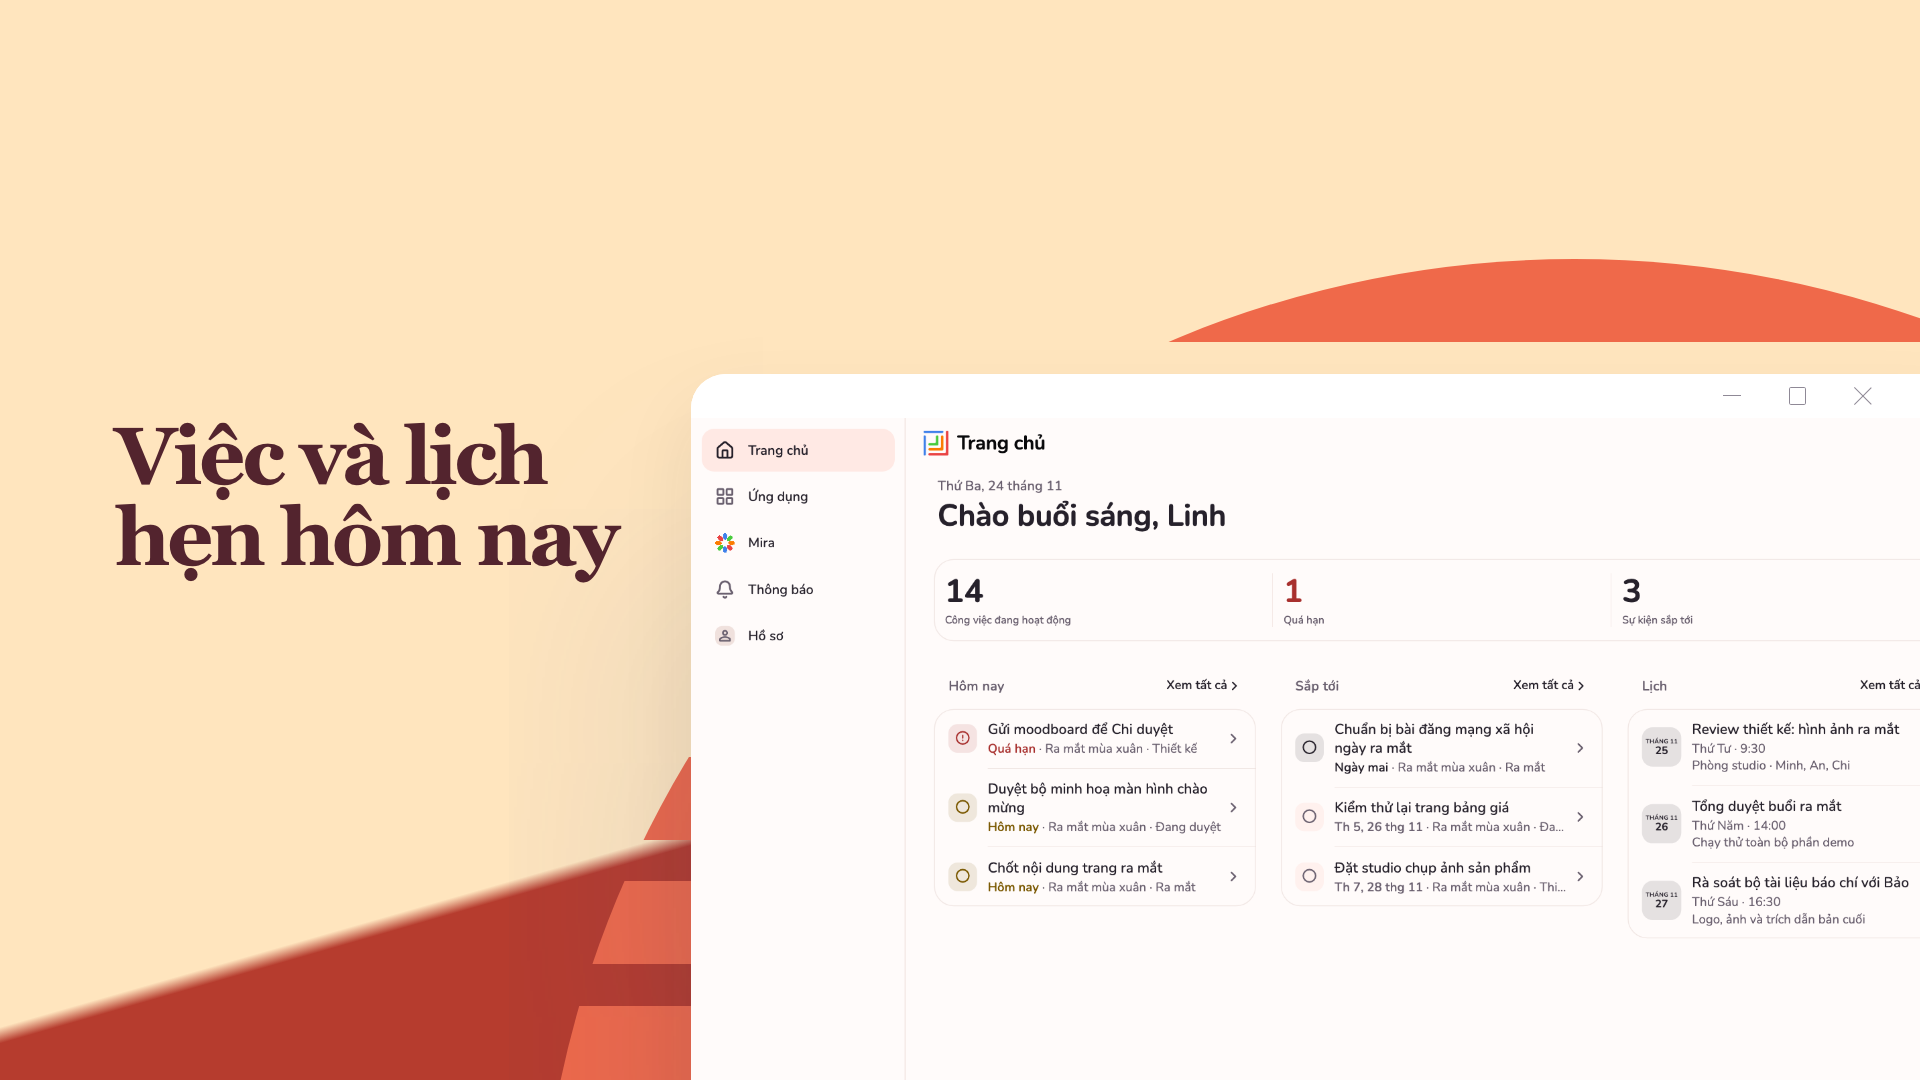 Việc và lịch
hẹn hôm nay
Trang chủ
Ứng dụng
Mira
Thông báo
Hồ sơ
Trang chủ
Thứ Ba, 24 tháng 11
Chào buổi sáng, Linh
14
Công việc đang hoạt động
1
Quá hạn
3
Sự kiện sắp tới
Hôm nay
Xem tất cả
Gửi moodboard để Chi duyệt
Quá hạn · Ra mắt mùa xuân · Thiết kế
Duyệt bộ minh hoạ màn hình chào
mừng
Hôm nay · Ra mắt mùa xuân · Đang duyệt
Chốt nội dung trang ra mắt
Hôm nay · Ra mắt mùa xuân · Ra mắt
Sắp tới
Xem tất cả
Chuẩn bị bài đăng mạng xã hội
ngày ra mắt
Ngày mai · Ra mắt mùa xuân · Ra mắt
Kiểm thử lại trang bảng giá
Th 5, 26 thg 11 · Ra mắt mùa xuân · Đa...
Đặt studio chụp ảnh sản phẩm
Th 7, 28 thg 11 · Ra mắt mùa xuân · Thi...
Lịch
Xem tất cả
THÁNG 11
25
Review thiết kế: hình ảnh ra mắt
Thứ Tư · 9:30
Phòng studio · Minh, An, Chi
THÁNG 11
26
Tổng duyệt buổi ra mắt
Thứ Năm · 14:00
Chạy thử toàn bộ phần demo
THÁNG 11
27
Rà soát bộ tài liệu báo chí với Bảo
Thứ Sáu · 16:30
Logo, ảnh và trích dẫn bản cuối